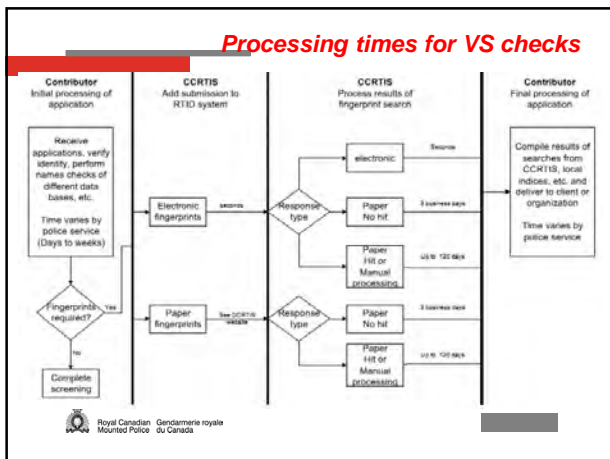 Processing times for VS checks
Contributor
Initial processing of
application
CCRTIS
Add submission to
RTID system
CCRTIS
Process results of
fingerprint search
Contributor
Final processing of
application
Receive
applications, verify
identity, perform
names checks of
different data
bases, etc.
Time varies by
police service
(Days to weeks)
Fingerprints
required?
Yes
No
Complete
screening
Electronic
fingerprints
seconds
Paper
fingerprints
See CCRTIS
website
Response
type
electronic
Seconds
Paper
No hit
3 business days
Paper
Hit or
Manual
processing
Up to 120 days
Response
type
Paper
No hit
3 business days
Paper
Hit or
Manual
processing
Up to 120 days
Compile results of
searches from
CCRTIS, local
indices, etc. and
deliver to client or
organization
Time varies by
police service
Royal Canadian Gendarmerie royale
Mounted Police du Canada